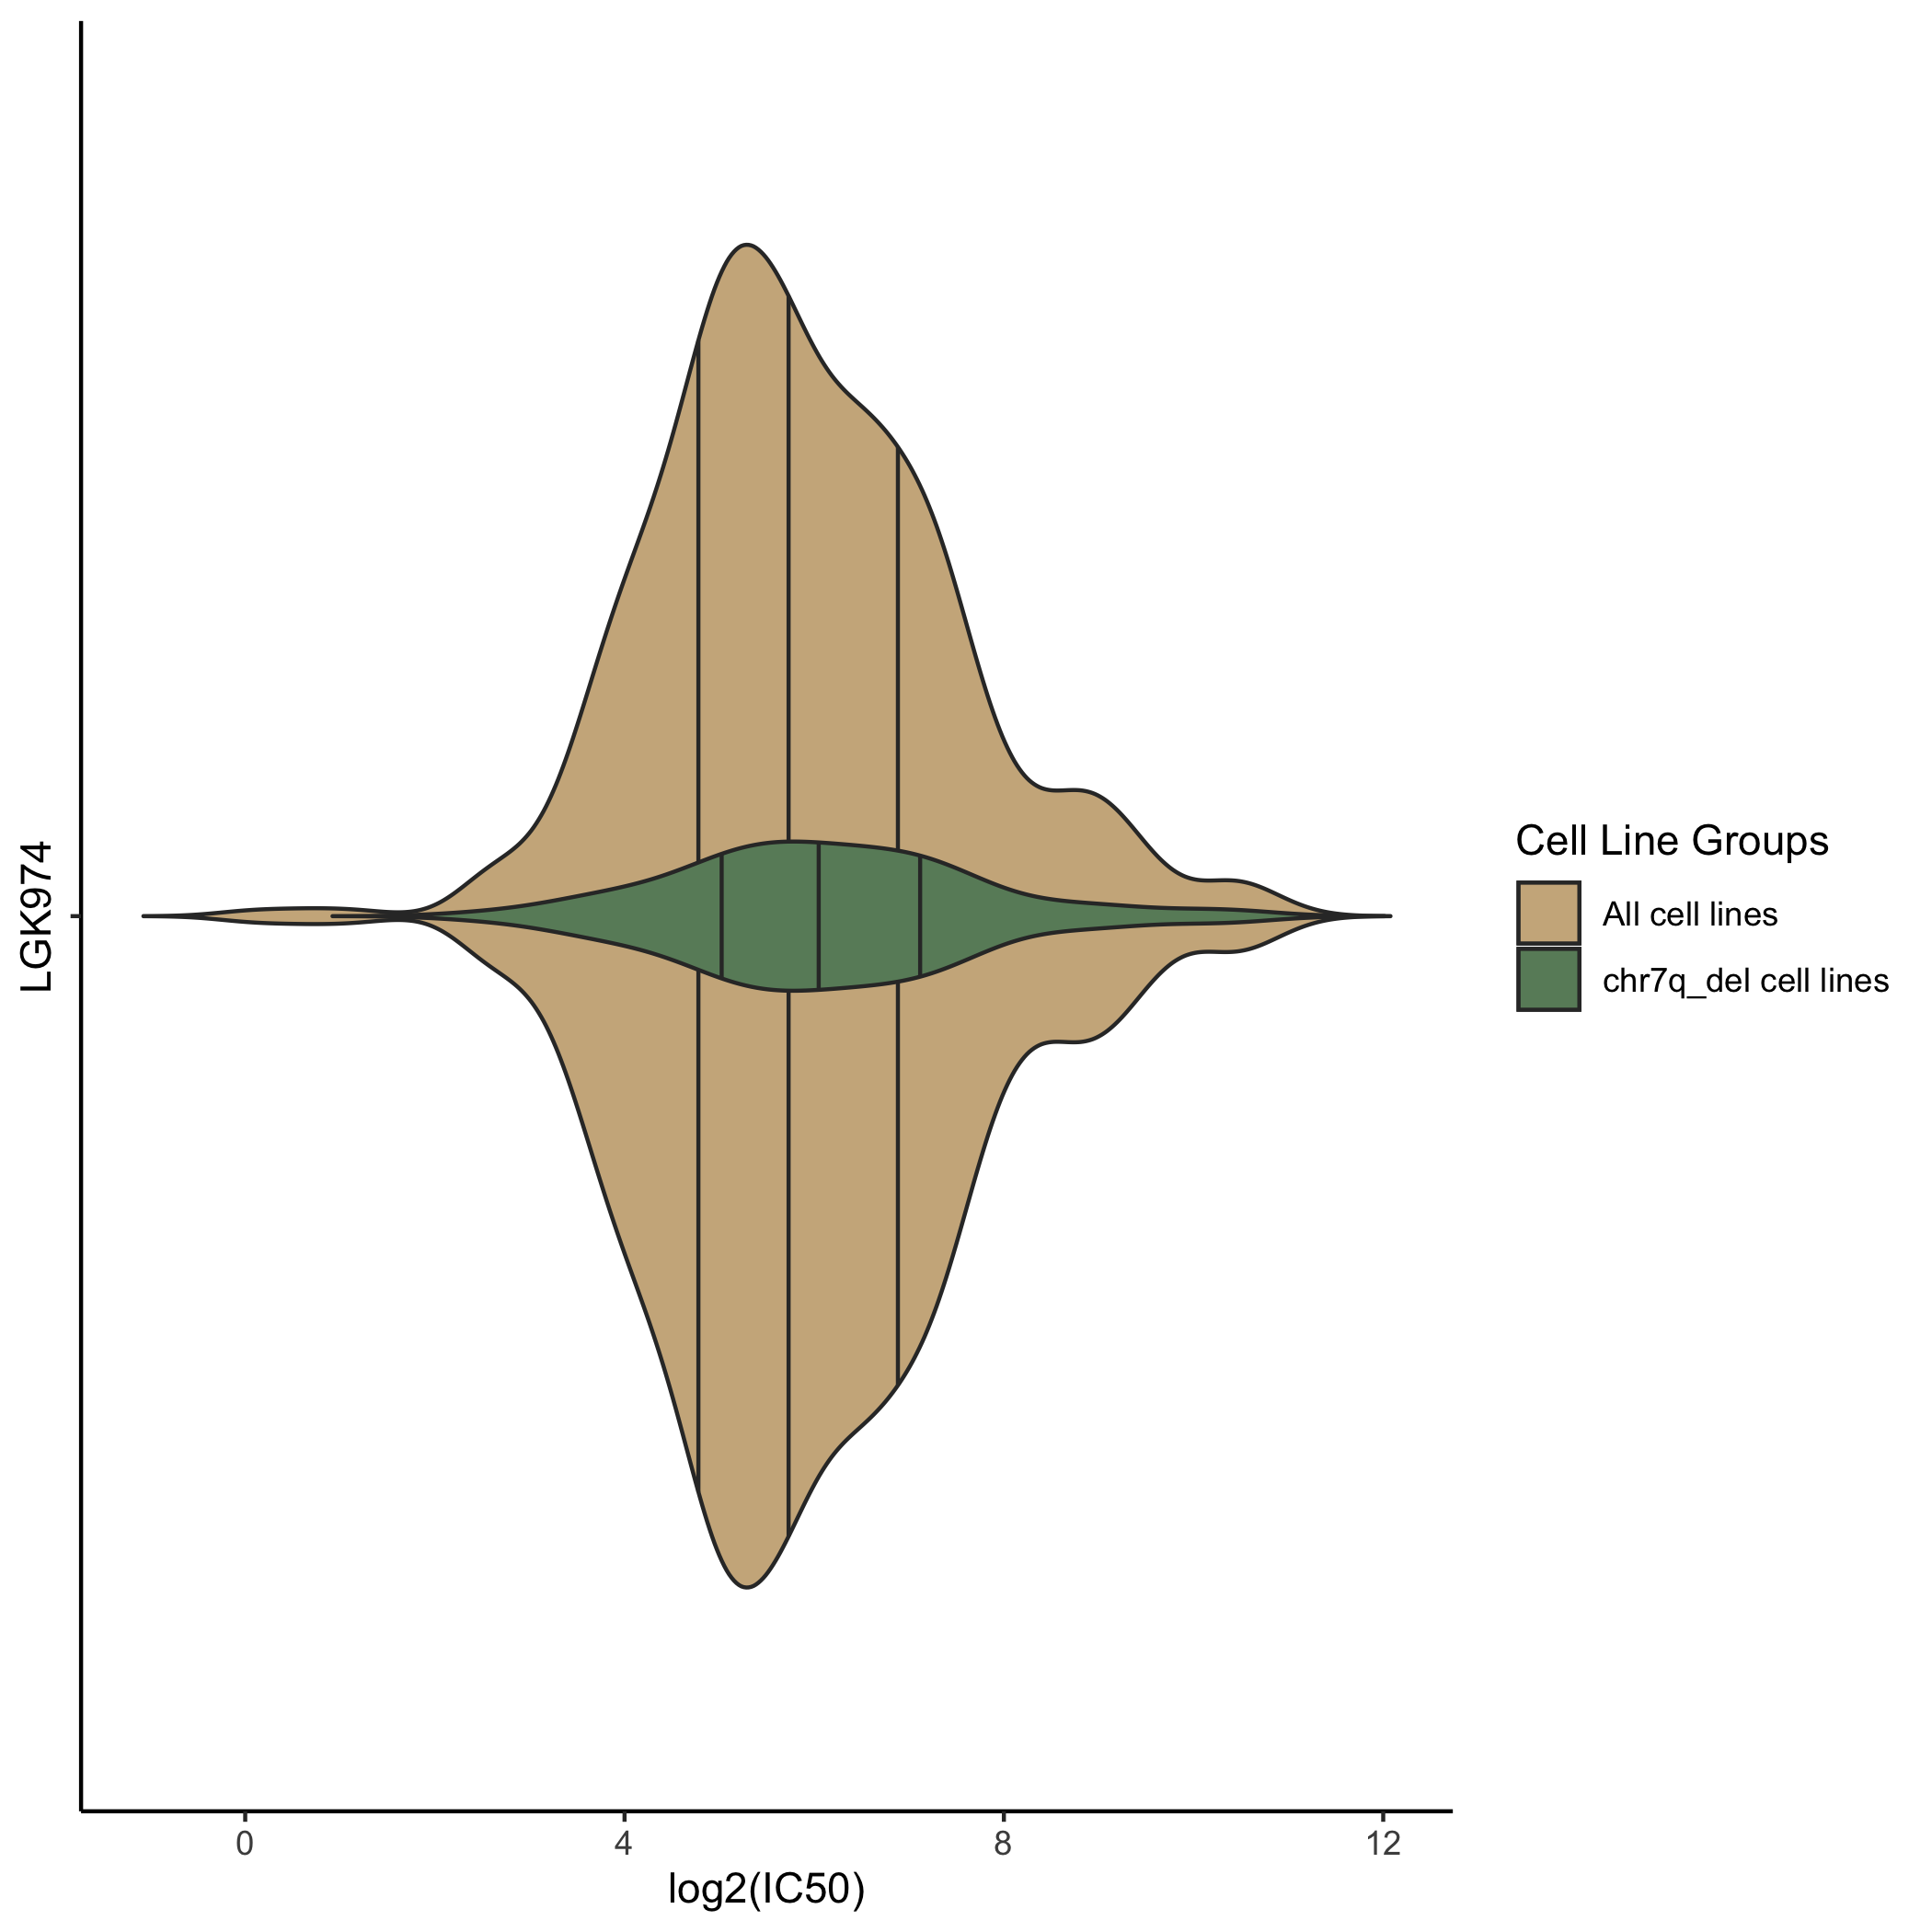 LGK974
0
4
8
12
log2(IC50)
Cell Line Groups
All cell lines
chr7q_del cell lines